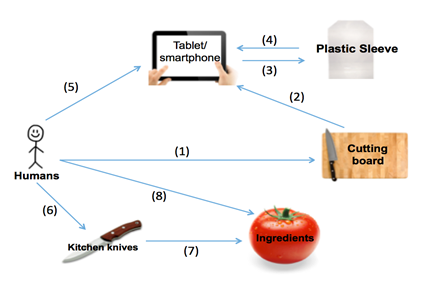 (4)
Tablet/
smartphone
Plastic Sleeve
(3)
(5)
(2)
(1)
Cutting
board
Humans
(8)
(6)
Ingredients
Kitchen knives
(7)